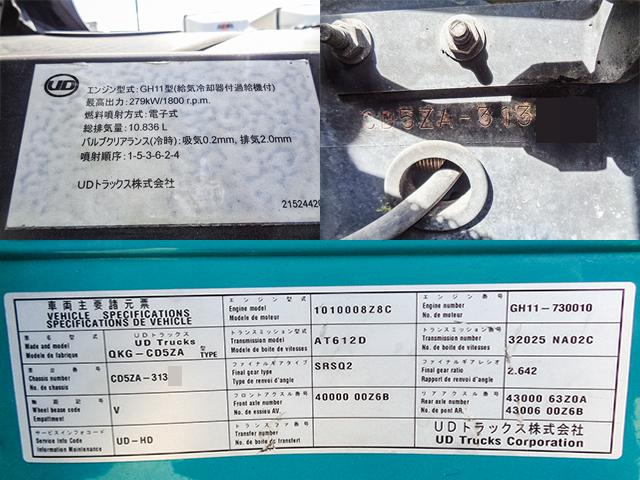 UD
エンジン型式:GH11型(給気冷却器付過給機付)
最高出力:279kW/1800 r.p.m.
燃料噴射方式:電子式
総排気量:10.836 L
バルブクリアランス(冷時):吸気0.2mm, 排気2.0mm
噴射順序:1-5-3-6-2-4
UDトラックス株式会社
2152442
CD5ZA-313
車両主要諸元票
VEHICLE SPECIFICATIONS
SPECIFICATIONS DE VEHICLE
エンジン型式
Engine model
Modele de moteur
1010008Z8C
エンジン番号
Engine number
No. de moteur
GH11-730010
車名型式
Made and model
Modele de fabrique
UDトラックス
UD Trucks
QKG-CD5ZA
型
TYPE
トランスミッション型式
Transmission model
Modele de boite de vitesses
AT612D
トランスミッション番号
Transmission number
Modele de boite de vitesses
32025 NA02C
車台番号
Chassis number
No. de chassis
CD5ZA-313
ファイナルギアタイプ
Final gear type
Type de renvoi d'angle
SRSQ2
ファイナルギアレシオ
Final gear ratio
Rapport de renvoi d'angle
2.642
Wheel bease code
Empattement
V
フロントアクスル番号
Front axle number
No. de essieu AV.
40000 00Z6B
リアアクスル番号
Rear axle number
No. de pont AR.
43000 63Z0A
43006 00Z6B
サービスインフォコード
Service Info Code
Information Maintenance
UD-HD
トランスファ番号
Transfer number
No. de boite de transfert
UDトラックス株式会社
UD Trucks Corporation